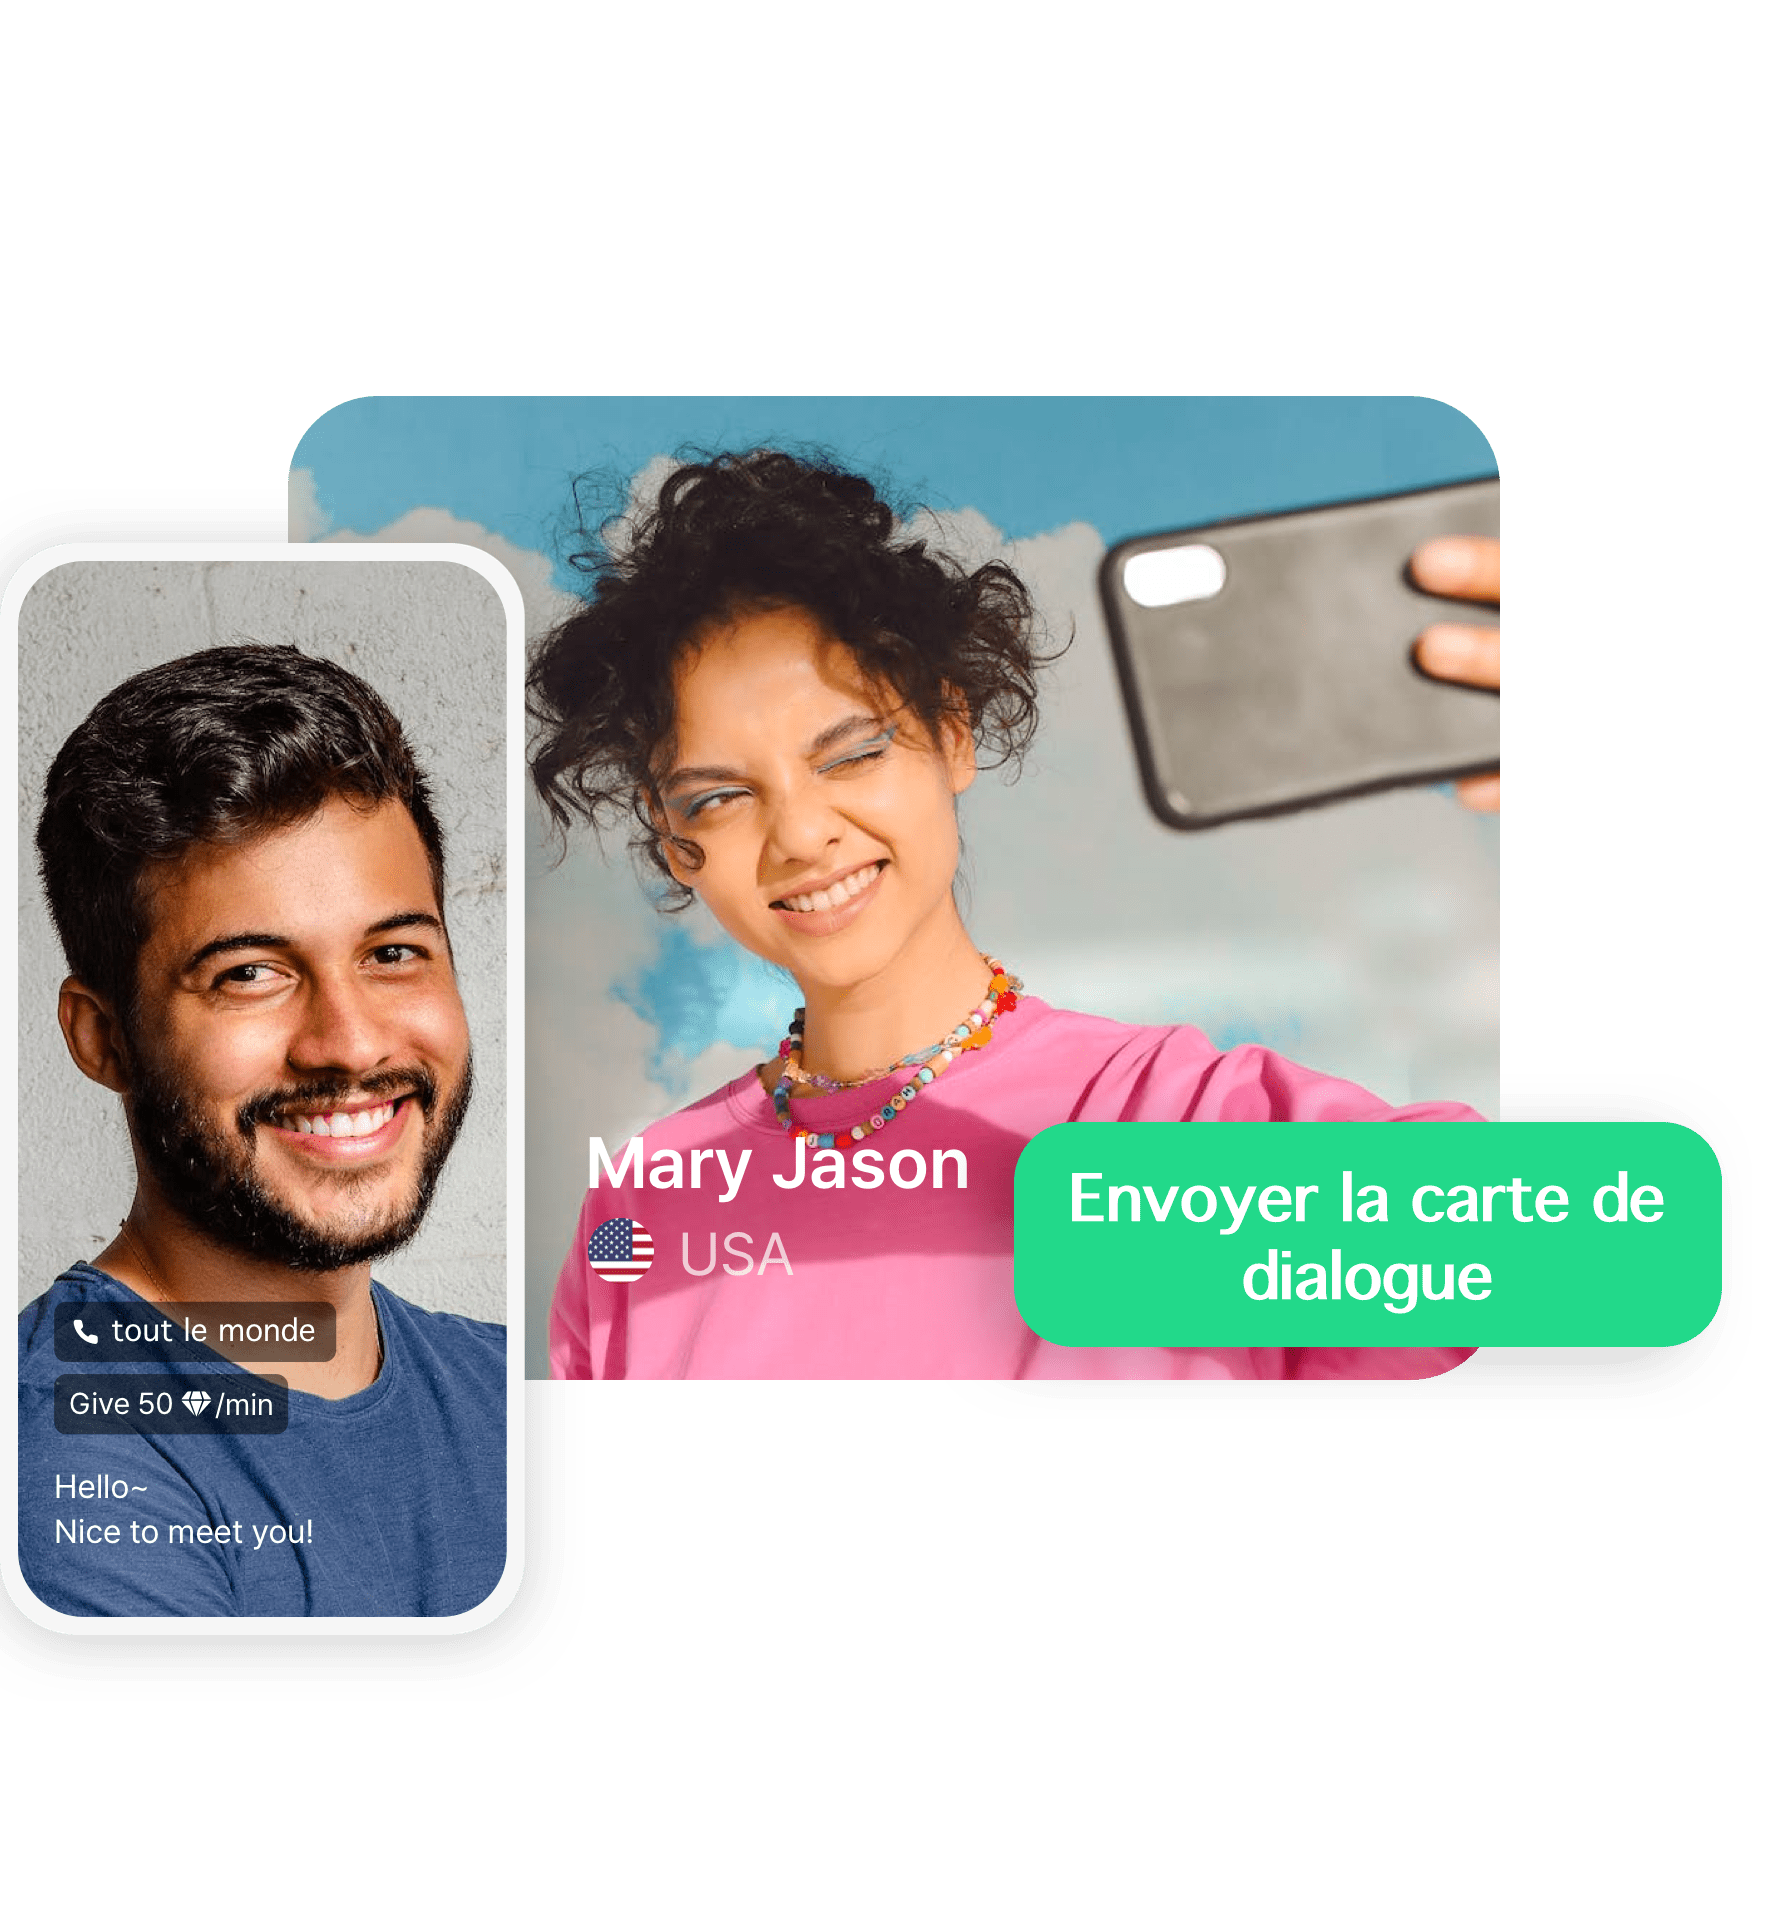 Mary Jason
USA
Envoyer la carte de
dialogue
tout le monde
Give 50 /min
Hello~
Nice to meet you!